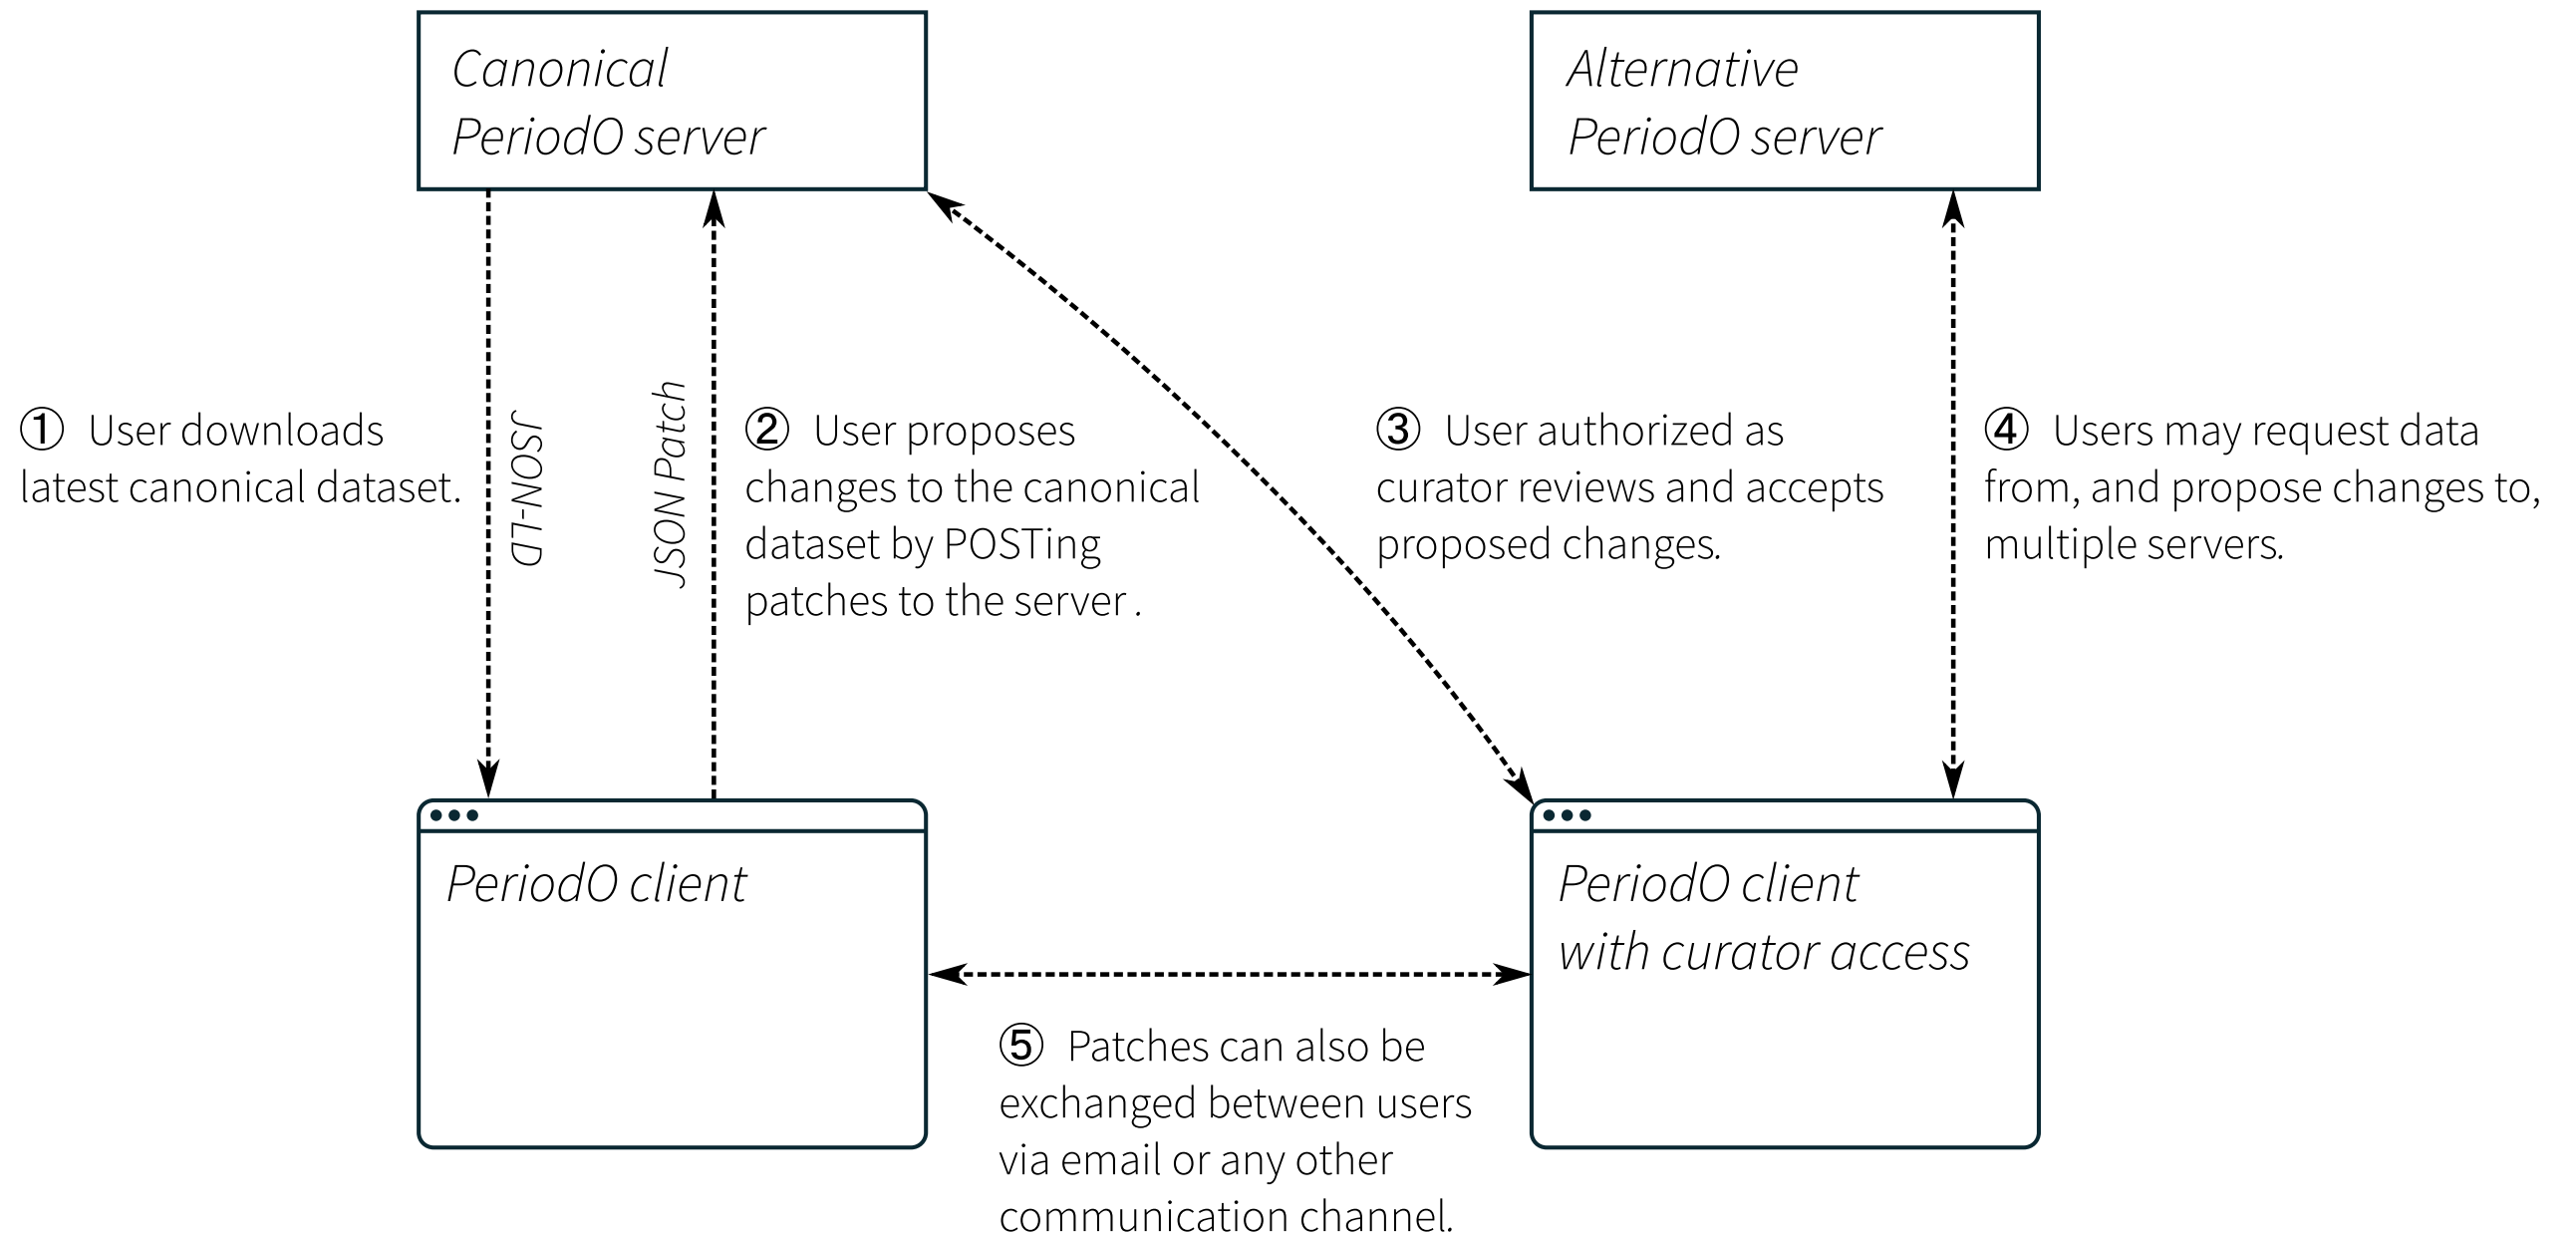 Canonical
PeriodO server
Alternative
PeriodO server
① User downloads
latest canonical dataset.
JSON-LD
JSON Patch
② User proposes
changes to the canonical
dataset by POSTing
patches to the server .
③ User authorized as
curator reviews and accepts
proposed changes.
④ Users may request data
from, and propose changes to,
multiple servers.
PeriodO client
PeriodO client
with curator access
⑤ Patches can also be
exchanged between users
via email or any other
communication channel.